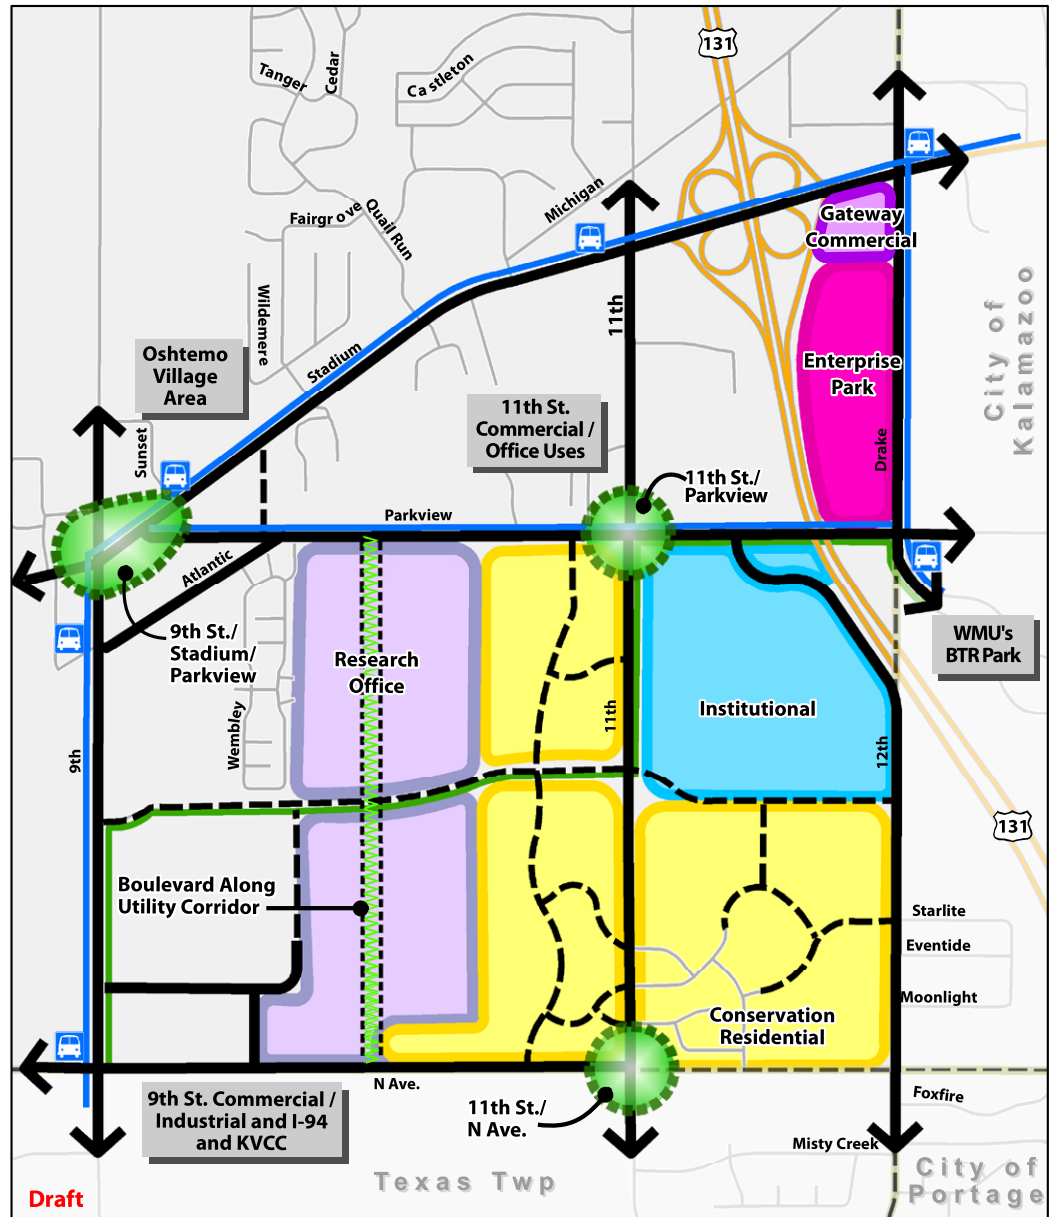 131
Tanger
Cedar
Castleton
Michigan
Fairgrove
Quail Run
Gateway
Commercial
City of
Kalamazoo
Wildemere
11th
Stadium
Oshtemo
Village
Area
Enterprise
Park
11th St.
Commercial /
Office Uses
Sunset
Drake
11th St./
Parkview
Parkview
Atlantic
9th St./
Stadium/
Parkview
Research
Office
WMU's
BTR Park
Institutional
11th
Wembley
9th
12th
131
Boulevard Along
Utility Corridor
Starlite
Eventide
Moonlight
Conservation
Residential
N Ave.
9th St. Commercial /
Industrial and I-94
and KVCC
11th St./
N Ave.
Foxfire
Misty Creek
Texas Twp
City of
Portage
Draft